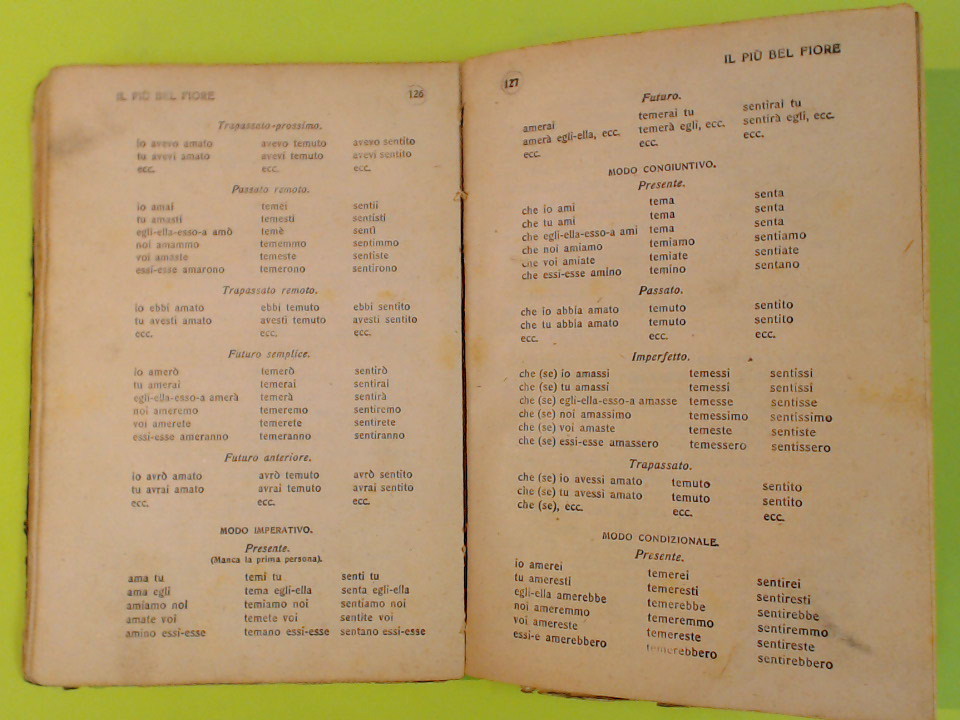 IL PIÙ BEL FIORE 126
Trapassato-prossimo.
io avevo amato avevo temuto avevo sentito
tu avevi amato avevi temuto avevi sentito
ecc. ecc. ecc.
Passato remoto.
io amai temei sentii
tu amasti temesti sentisti
egli-ella-esso-a amò temè sentì
noi amammo tememmo sentimmo
voi amaste temeste sentiste
essi-esse amarono temerono sentirono
Trapassato remoto.
io ebbi amato ebbi temuto ebbi sentito
tu avesti amato avesti temuto avesti sentito
ecc. ecc. ecc.
Futuro semplice.
io amerò temerò sentirò
tu amerai temerai sentirai
egli-ella-esso-a amerà temerà sentirà
noi ameremo temeremo sentiremo
voi amerete temerete sentirete
essi-esse ameranno temeranno sentiranno
Futuro anteriore.
io avrò amato avrò temuto avrò sentito
tu avrai amato avrai temuto avrai sentito
ecc. ecc. ecc.
MODO IMPERATIVO.
Presente.
(Manca la prima persona).
ama tu temi tu senti tu
ama egli tema egli-ella senta egli-ella
amiamo noi temiamo noi sentiamo noi
amate voi temete voi sentite voi
amino essi-esse temano essi-esse sentano essi-esse
127 IL PIÙ BEL FIORE
Futuro.
amerai temerai tu sentirai tu
amerà egli-ella, ecc. temerà egli, ecc. sentirà egli, ecc.
ecc. ecc. ecc.
MODO CONGIUNTIVO.
Presente.
che io ami tema senta
che tu ami tema senta
che egli-ella-esso-a ami tema senta
che noi amiamo temiamo sentiamo
che voi amiate temiate sentiate
che essi-esse amino temino sentano
Passato.
che io abbia amato temuto sentito
che tu abbia amato temuto sentito
ecc. ecc. ecc.
Imperfetto.
che (se) io amassi temessi sentissi
che (se) tu amassi temessi sentissi
che (se) egli-ella-esso-a amasse temesse sentisse
che (se) noi amassimo temessimo sentissimo
che (se) voi amaste temeste sentiste
che (se) essi-esse amassero temessero sentissero
Trapassato.
che (se) io avessi amato temuto sentito
che (se) tu avessi amato temuto sentito
che (se), ecc. ecc. ecc.
MODO CONDIZIONALE.
Presente.
io amerei temerei sentirei
tu ameresti temeresti sentiresti
egli-ella amerebbe temerebbe sentirebbe
noi ameremmo temeremmo sentiremmo
voi amereste temereste sentireste
essi-e amerebbero temerebbero sentirebbero